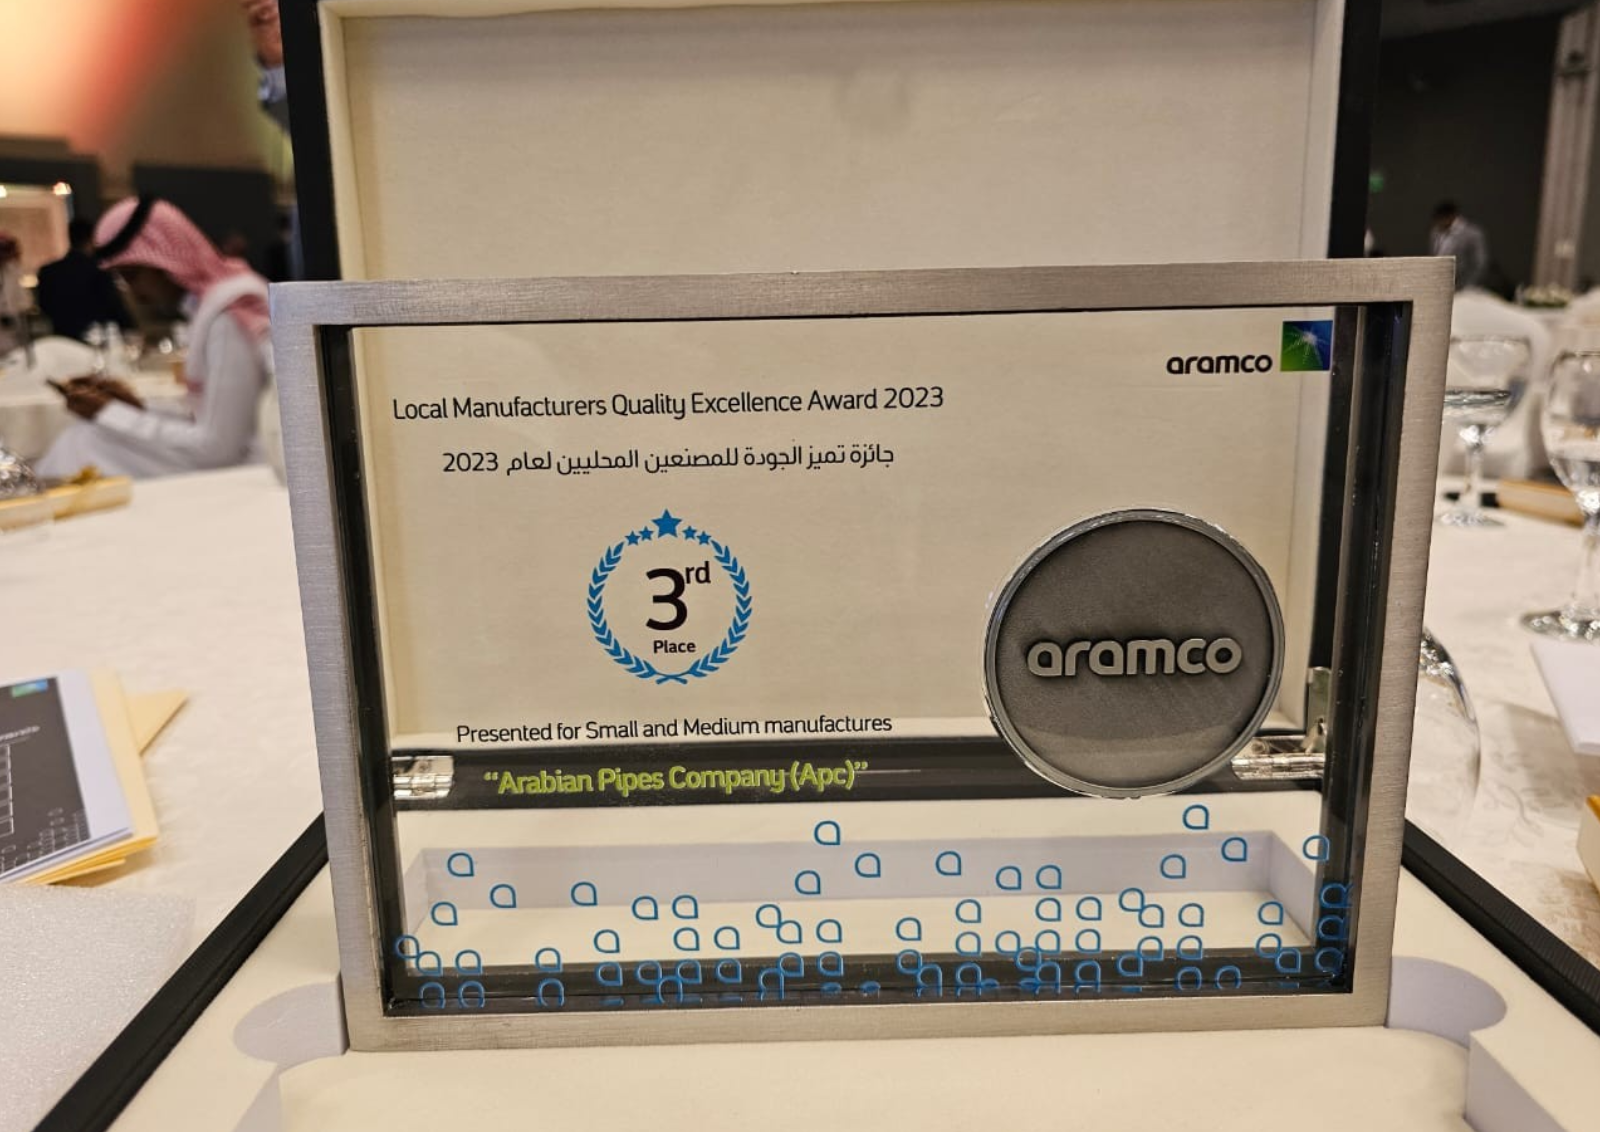 aramco
Local Manufacturers Quality Excellence Award 2023
جائزة تميز الجودة للمصنعين المحليين لعام 2023
3rd
Place
aramco
Presented for Small and Medium manufactures
“Arabian Pipes Company (Apc)”